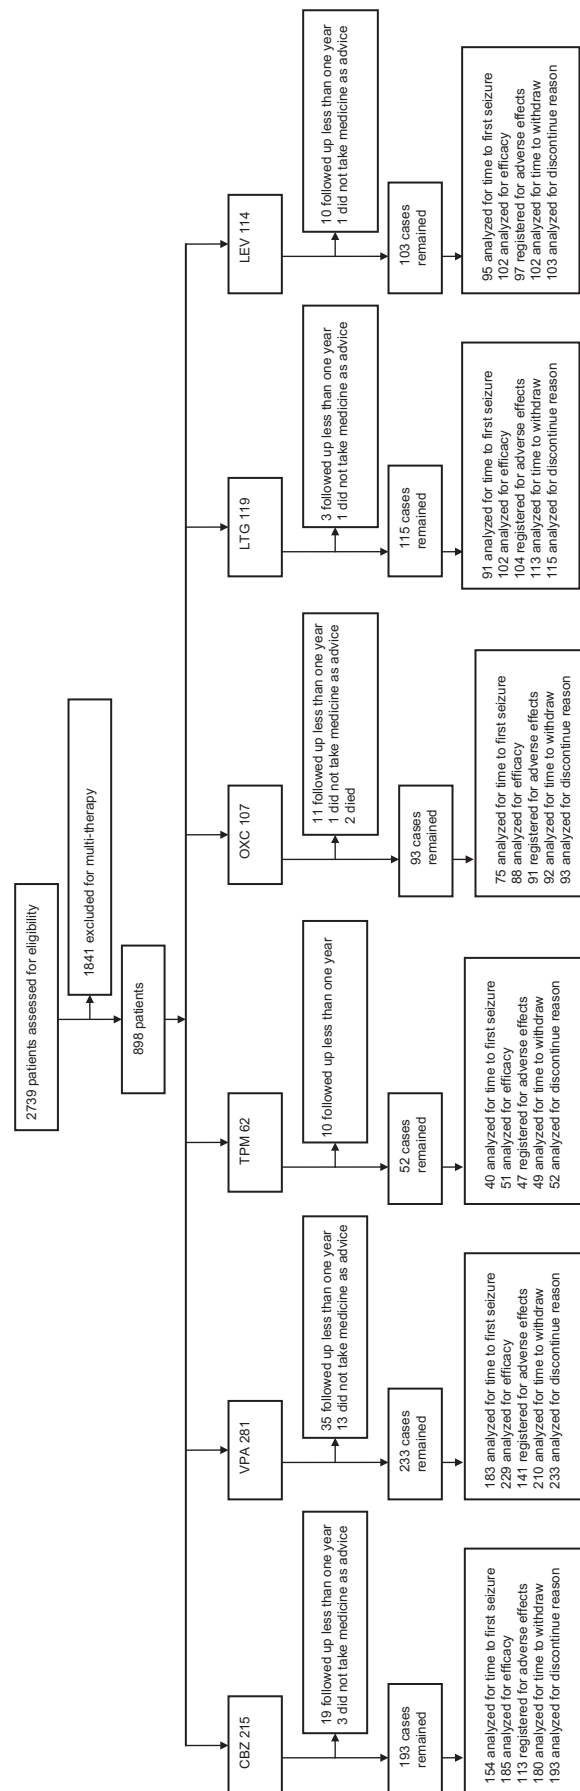 2739 patients assessed for eligibility
1841 excluded for multi-therapy
898 patients
CBZ 215
19 followed up less than one year
3 did not take medicine as advice
193 cases
remained
154 analyzed for time to first seizure
185 analyzed for efficacy
113 registered for adverse effects
180 analyzed for time to withdraw
193 analyzed for discontinue reason
VPA 281
35 followed up less than one year
13 did not take medicine as advice
233 cases
remained
183 analyzed for time to first seizure
229 analyzed for efficacy
141 registered for adverse effects
210 analyzed for time to withdraw
233 analyzed for discontinue reason
TPM 62
10 followed up less than one year
52 cases
remained
40 analyzed for time to first seizure
51 analyzed for efficacy
47 registered for adverse effects
49 analyzed for time to withdraw
52 analyzed for discontinue reason
OXC 107
11 followed up less than one year
1 did not take medicine as advice
2 died
93 cases
remained
75 analyzed for time to first seizure
88 analyzed for efficacy
91 registered for adverse effects
92 analyzed for time to withdraw
93 analyzed for discontinue reason
LTG 119
3 followed up less than one year
1 did not take medicine as advice
115 cases
remained
91 analyzed for time to first seizure
102 analyzed for efficacy
104 registered for adverse effects
113 analyzed for time to withdraw
115 analyzed for discontinue reason
LEV 114
10 followed up less than one year
1 did not take medicine as advice
103 cases
remained
95 analyzed for time to first seizure
102 analyzed for efficacy
97 registered for adverse effects
102 analyzed for time to withdraw
103 analyzed for discontinue reason